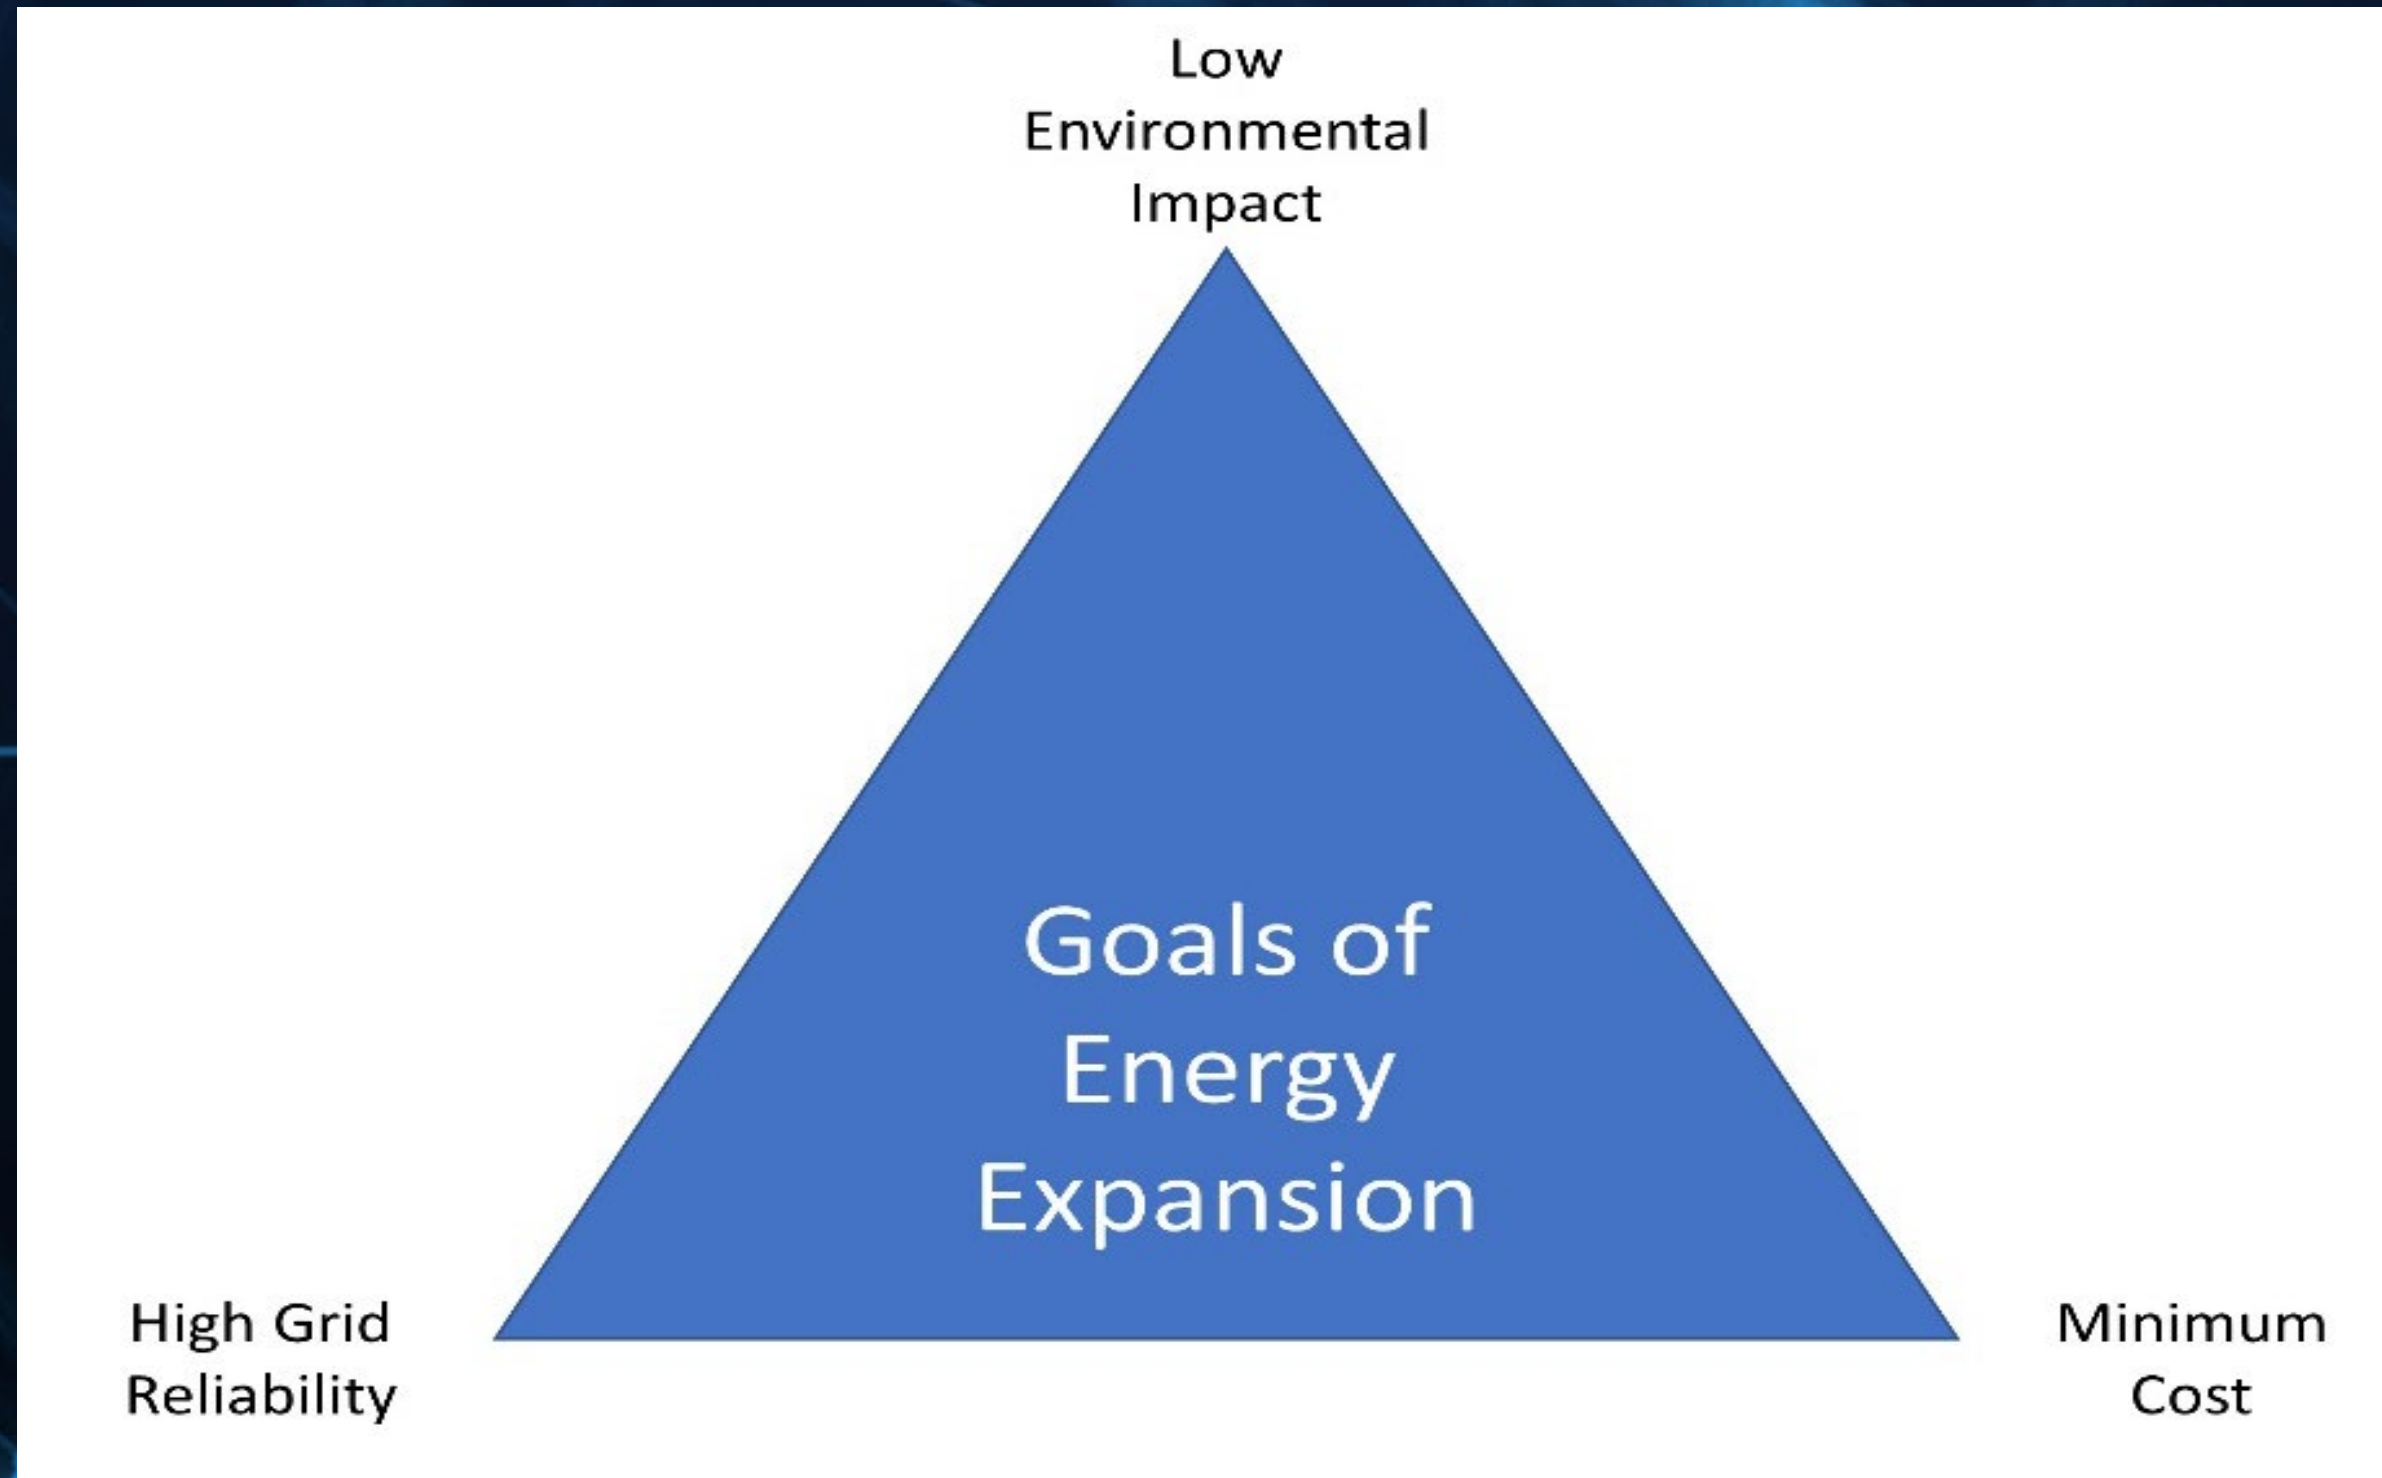 Low
Environmental
Impact
Goals of
Energy
Expansion
High Grid
Reliability
Minimum
Cost